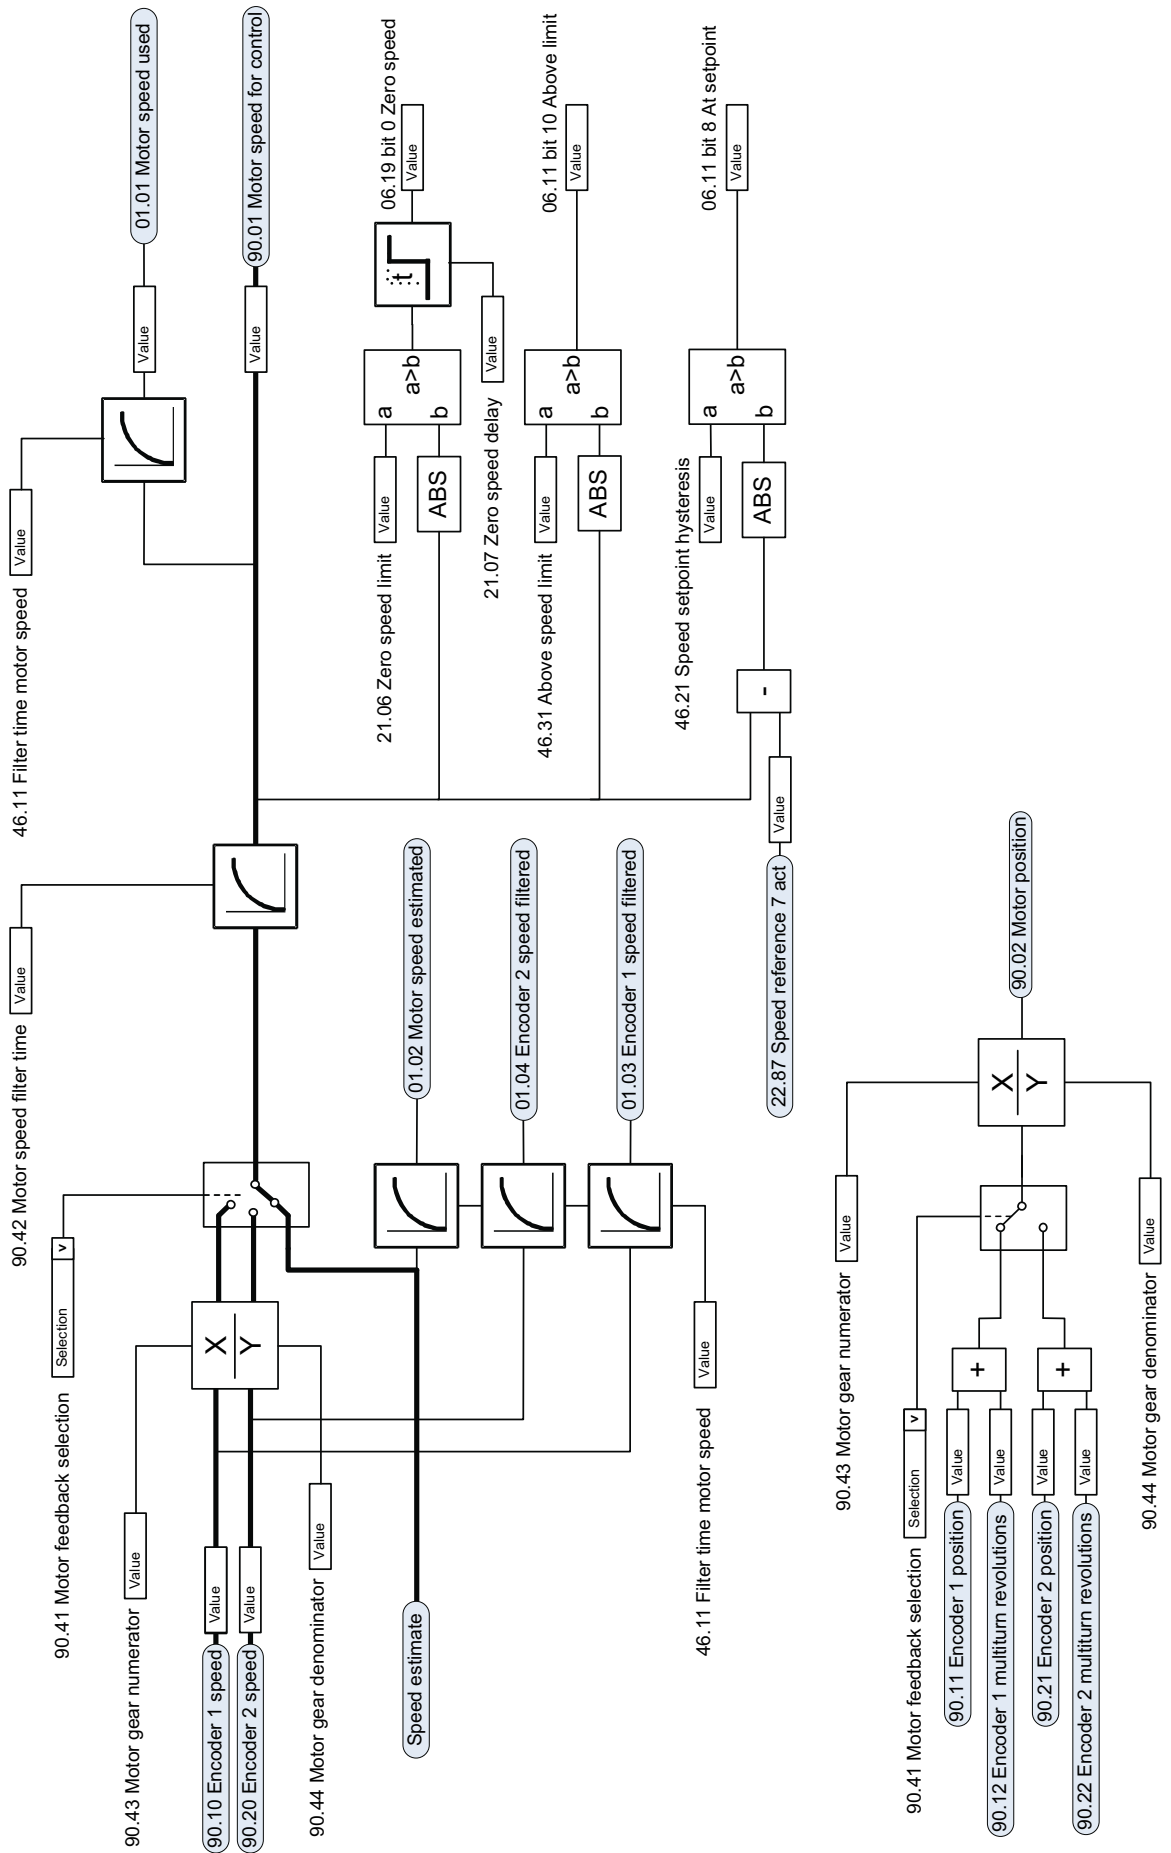 46.11 Filter time motor speed
Value
Value
01.01 Motor speed used
90.42 Motor speed filter time
Value
Value
90.01 Motor speed for control
90.41 Motor feedback selection
Selection
v
90.43 Motor gear numerator
Value
90.10 Encoder 1 speed
Value
90.20 Encoder 2 speed
Value
X
Y
90.44 Motor gear denominator
Value
Speed estimate
01.02 Motor speed estimated
01.04 Encoder 2 speed filtered
01.03 Encoder 1 speed filtered
46.11 Filter time motor speed
Value
21.06 Zero speed limit
Value
ABS
a
a>b
b
t
06.19 bit 0 Zero speed
Value
21.07 Zero speed delay
Value
46.31 Above speed limit
Value
ABS
a
a>b
b
06.11 bit 10 Above limit
Value
46.21 Speed setpoint hysteresis
Value
-
ABS
a
a>b
b
06.11 bit 8 At setpoint
Value
22.87 Speed reference 7 act
Value
90.43 Motor gear numerator
Value
90.41 Motor feedback selection
Selection
v
90.11 Encoder 1 position
Value
90.12 Encoder 1 multiturn revolutions
Value
+
90.21 Encoder 2 position
Value
90.22 Encoder 2 multiturn revolutions
Value
+
X
Y
90.02 Motor position
90.44 Motor gear denominator
Value